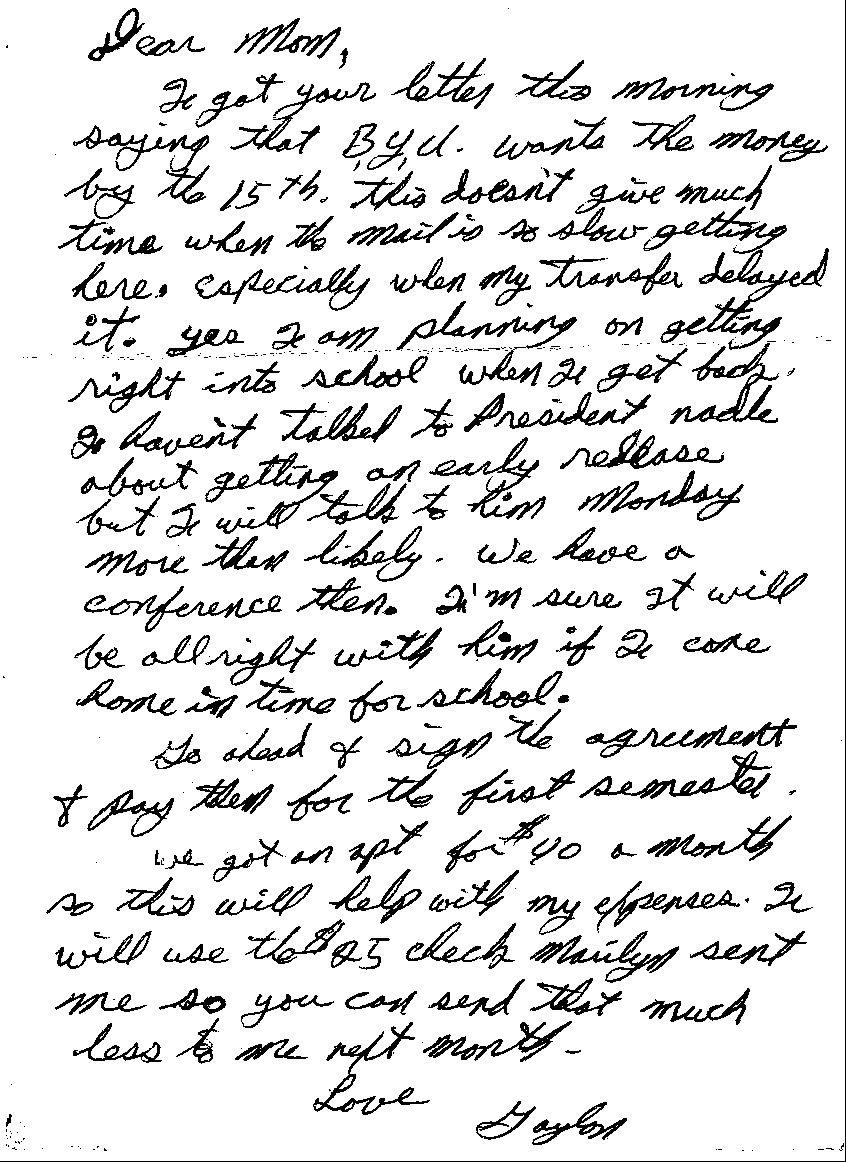 Dear Mom,
I got your letter this morning
saying that B.Y.U. wants the money
by the 15th. This doesn't give much
time when the mail is so slow getting
here. especially when my transfer delayed
it. yes I am planning on getting
right into school when I get back.
I haven't talked to President nadle
about getting an early release
but I will talk to him Monday
more than likely. We have a
conference then. I'm sure It will
be allright with him if I come
home in time for school.
Go ahead & sign the agreement
& pay them for the first semester.
we got an apt for $40 a month
so this will help with my expenses. I
will use the $25 check Marilyn sent
me so you can send that much
less to me next month -
Love
Gaylon